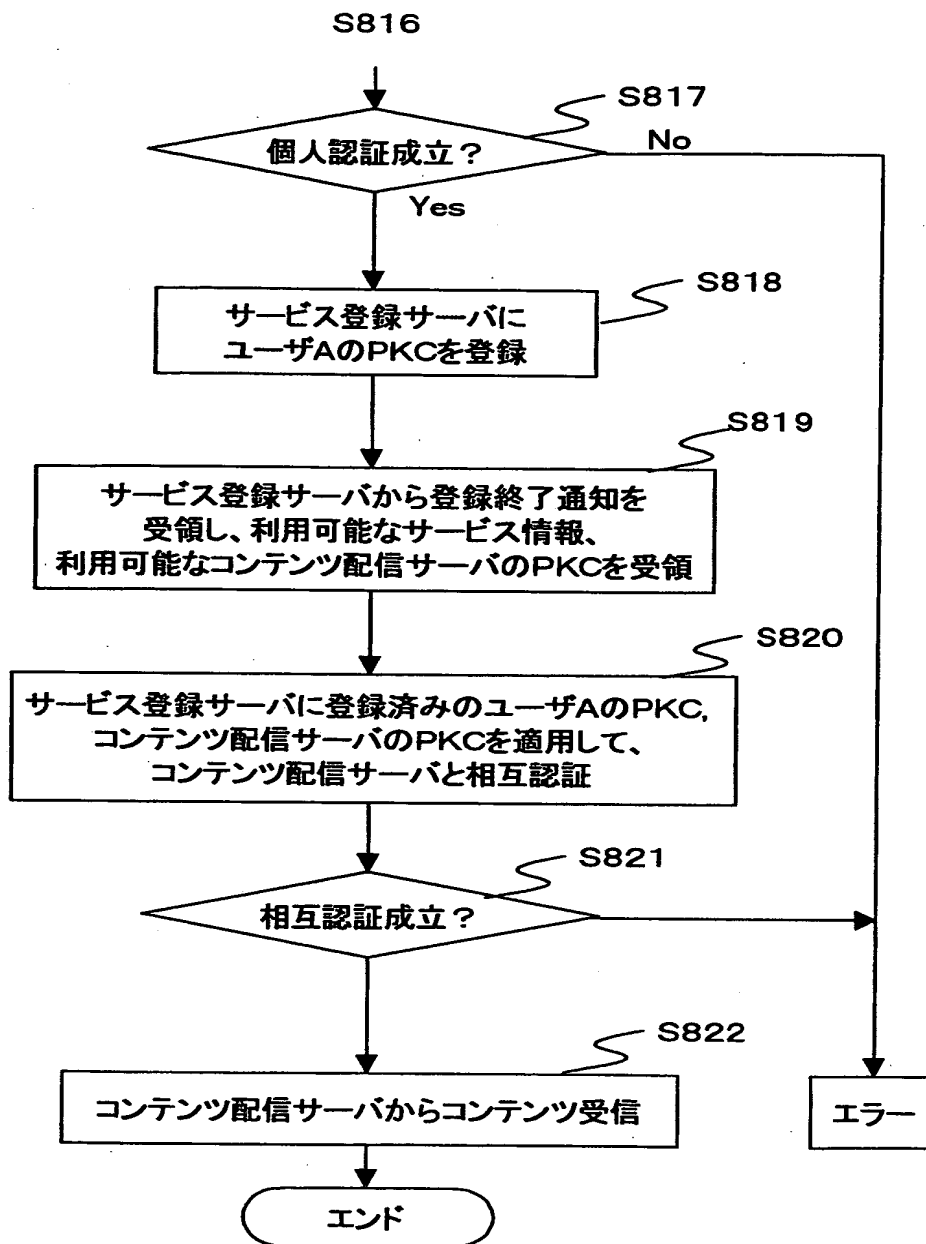 S816
S817
個人認証成立？
No
Yes
S818
サービス登録サーバに
ユーザAのPKCを登録
S819
サービス登録サーバから登録終了通知を
受領し、利用可能なサービス情報、
利用可能なコンテンツ配信サーバのPKCを受領
S820
サービス登録サーバに登録済みのユーザAのPKC,
コンテンツ配信サーバのPKCを適用して、
コンテンツ配信サーバと相互認証
S821
相互認証成立？
S822
コンテンツ配信サーバからコンテンツ受信
エラー
エンド